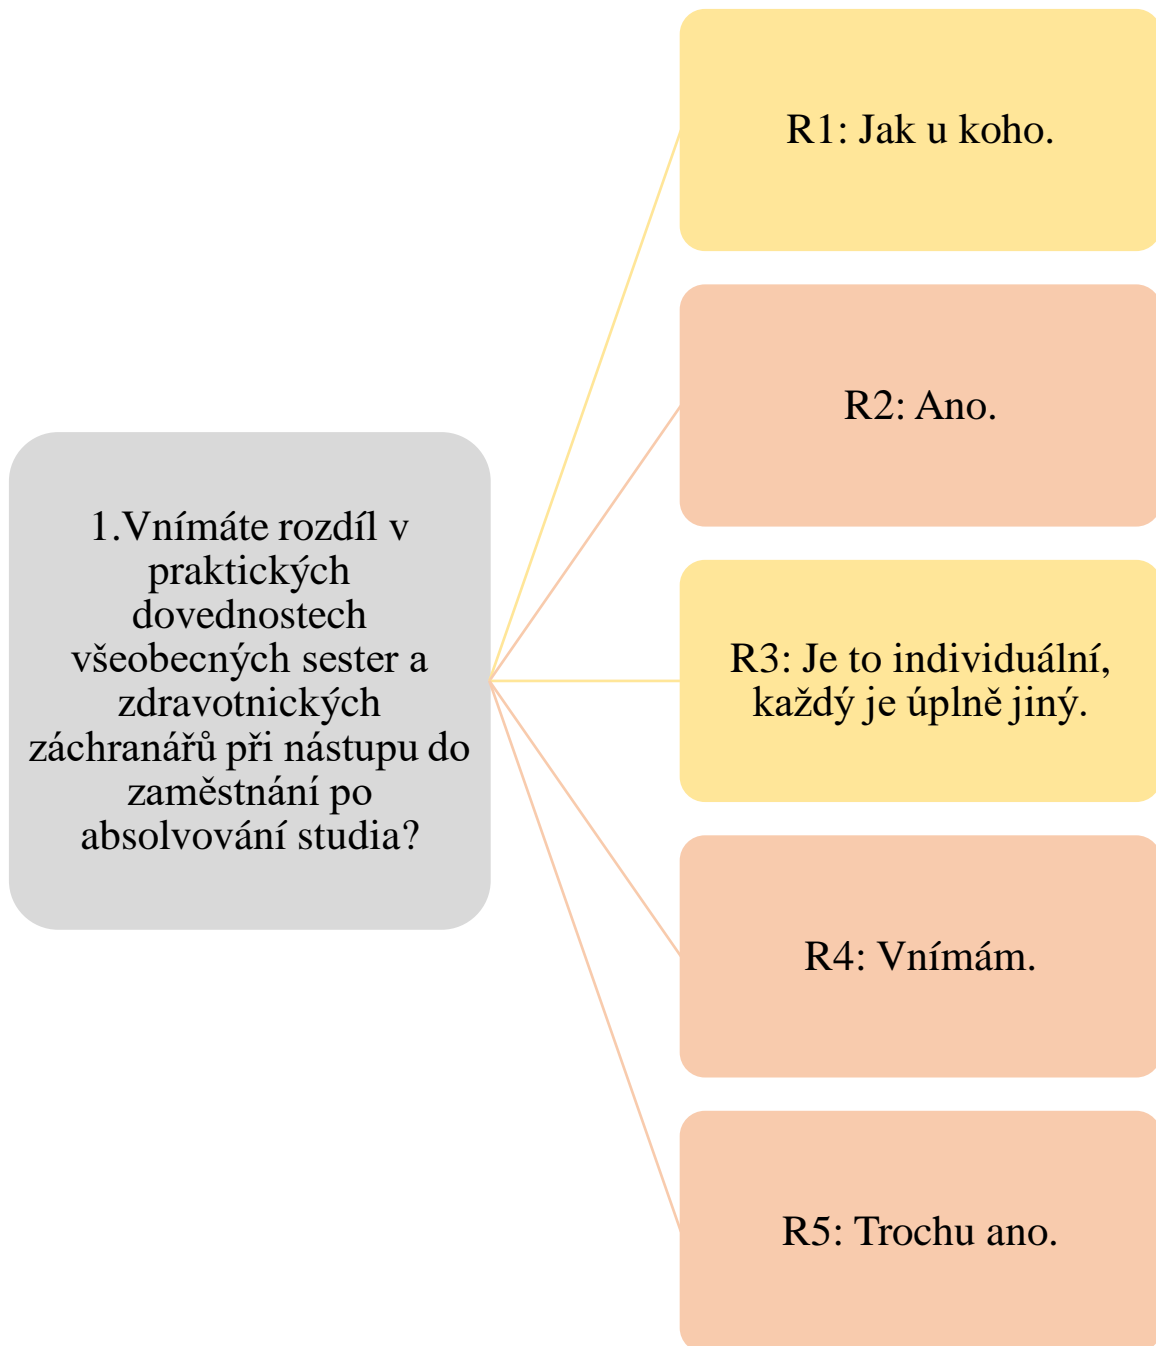 1.Vnímáte rozdíl v
praktických
dovednostech
všeobecných sester a
zdravotnických
záchranářů při nástupu do
zaměstnání po
absolvování studia?
R1: Jak u koho.
R2: Ano.
R3: Je to individuální,
každý je úplně jiný.
R4: Vnímám.
R5: Trochu ano.